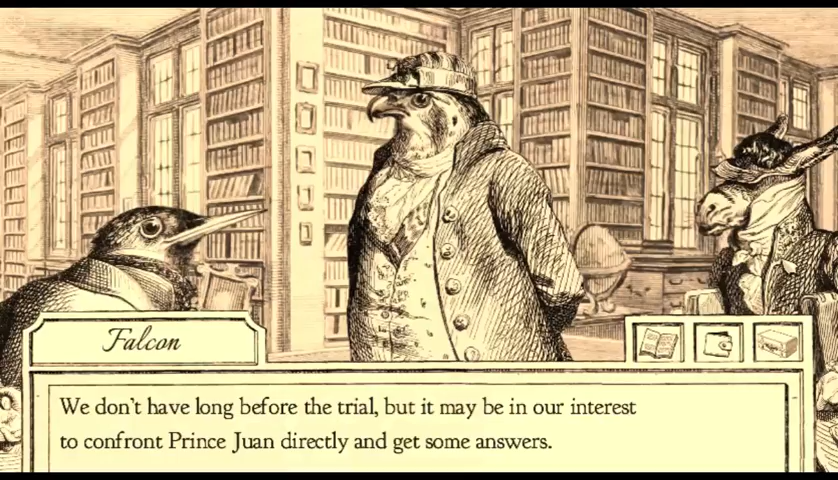 Falcon
We don't have long before the trial, but it may be in our interest
to confront Prince Juan directly and get some answers.